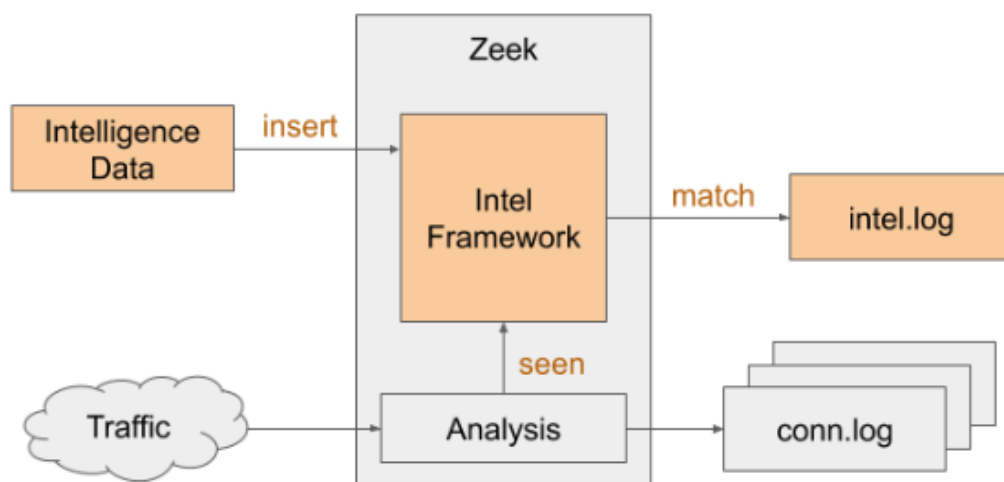 Zeek
Intelligence
Data
insert
Intel
Framework
match
intel.log
seen
Traffic
Analysis
conn.log